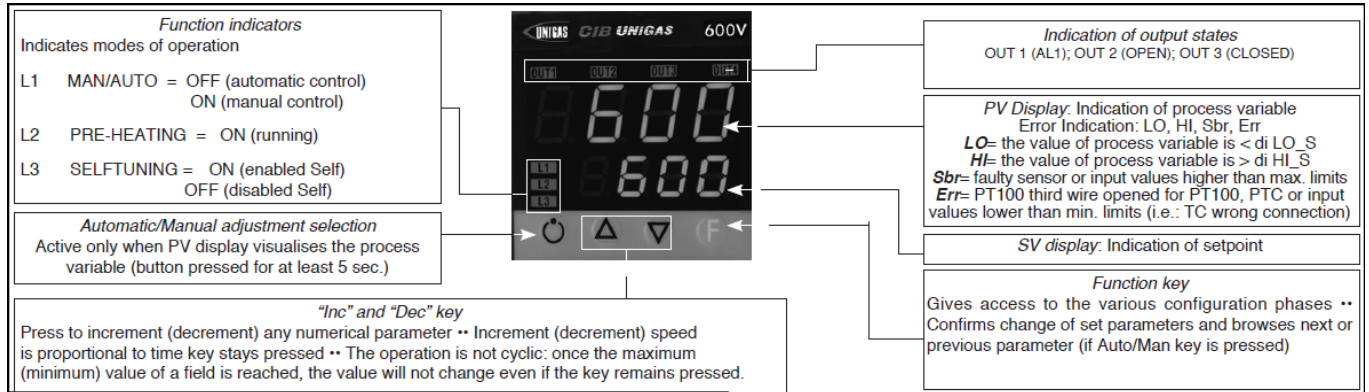 Function indicators
Indicates modes of operation
L1 MAN/AUTO = OFF (automatic control)
ON (manual control)
L2 PRE-HEATING = ON (running)
L3 SELFTUNING = ON (enabled Self)
OFF (disabled Self)
Automatic/Manual adjustment selection
Active only when PV display visualises the process
variable (button pressed for at least 5 sec.)
"Inc" and "Dec" key
Press to increment (decrement) any numerical parameter •• Increment (decrement) speed
is proportional to time key stays pressed •• The operation is not cyclic: once the maximum
(minimum) value of a field is reached, the value will not change even if the key remains pressed.
UNIGAS CIB UNIGAS 600V
OUT1 OUT2 OUT3
600
600
L1
L2
L3
F
Indication of output states
OUT 1 (AL1); OUT 2 (OPEN); OUT 3 (CLOSED)
PV Display: Indication of process variable
Error Indication: LO, HI, Sbr, Err
LO= the value of process variable is < di LO_S
HI= the value of process variable is > di HI_S
Sbr= faulty sensor or input values higher than max. limits
Err= PT100 third wire opened for PT100, PTC or input
values lower than min. limits (i.e.: TC wrong connection)
SV display: Indication of setpoint
Function key
Gives access to the various configuration phases ••
Confirms change of set parameters and browses next or
previous parameter (if Auto/Man key is pressed)